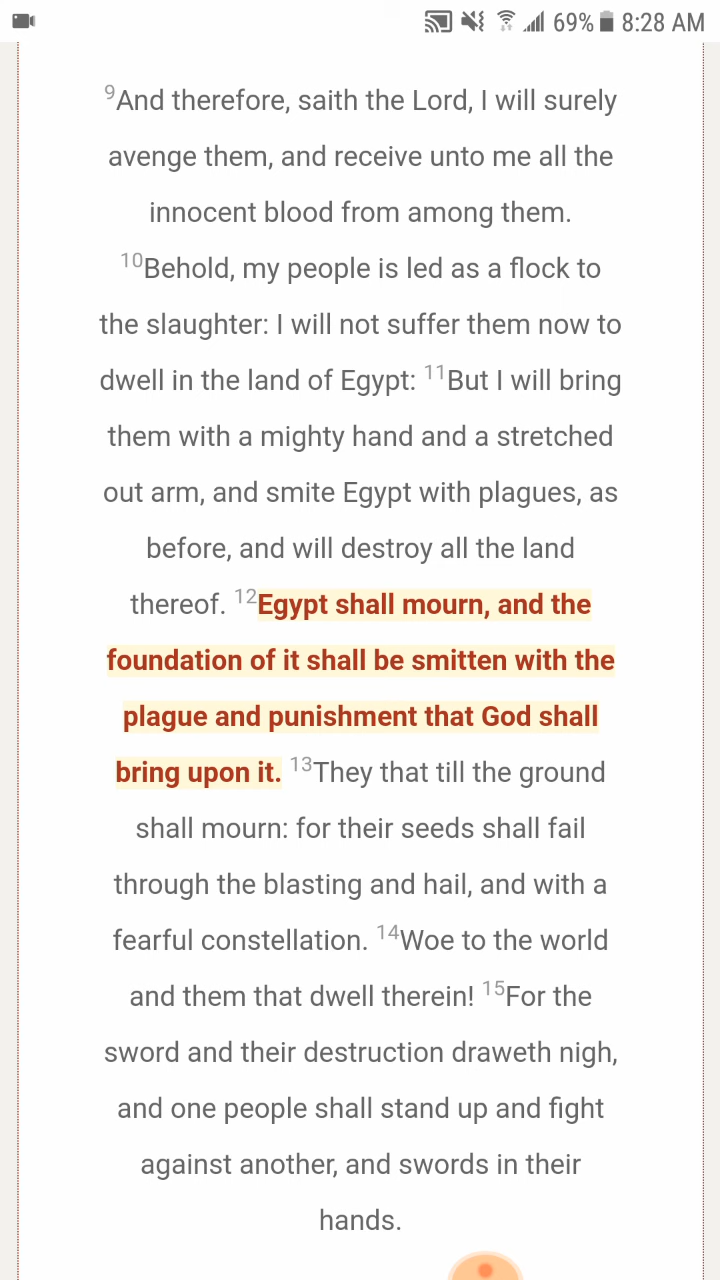 69% 8:28 AM
9And therefore, saith the Lord, I will surely
avenge them, and receive unto me all the
innocent blood from among them.
10Behold, my people is led as a flock to
the slaughter: I will not suffer them now to
dwell in the land of Egypt: 11But I will bring
them with a mighty hand and a stretched
out arm, and smite Egypt with plagues, as
before, and will destroy all the land
thereof. 12Egypt shall mourn, and the
foundation of it shall be smitten with the
plague and punishment that God shall
bring upon it. 13They that till the ground
shall mourn: for their seeds shall fail
through the blasting and hail, and with a
fearful constellation. 14Woe to the world
and them that dwell therein! 15For the
sword and their destruction draweth nigh,
and one people shall stand up and fight
against another, and swords in their
hands.